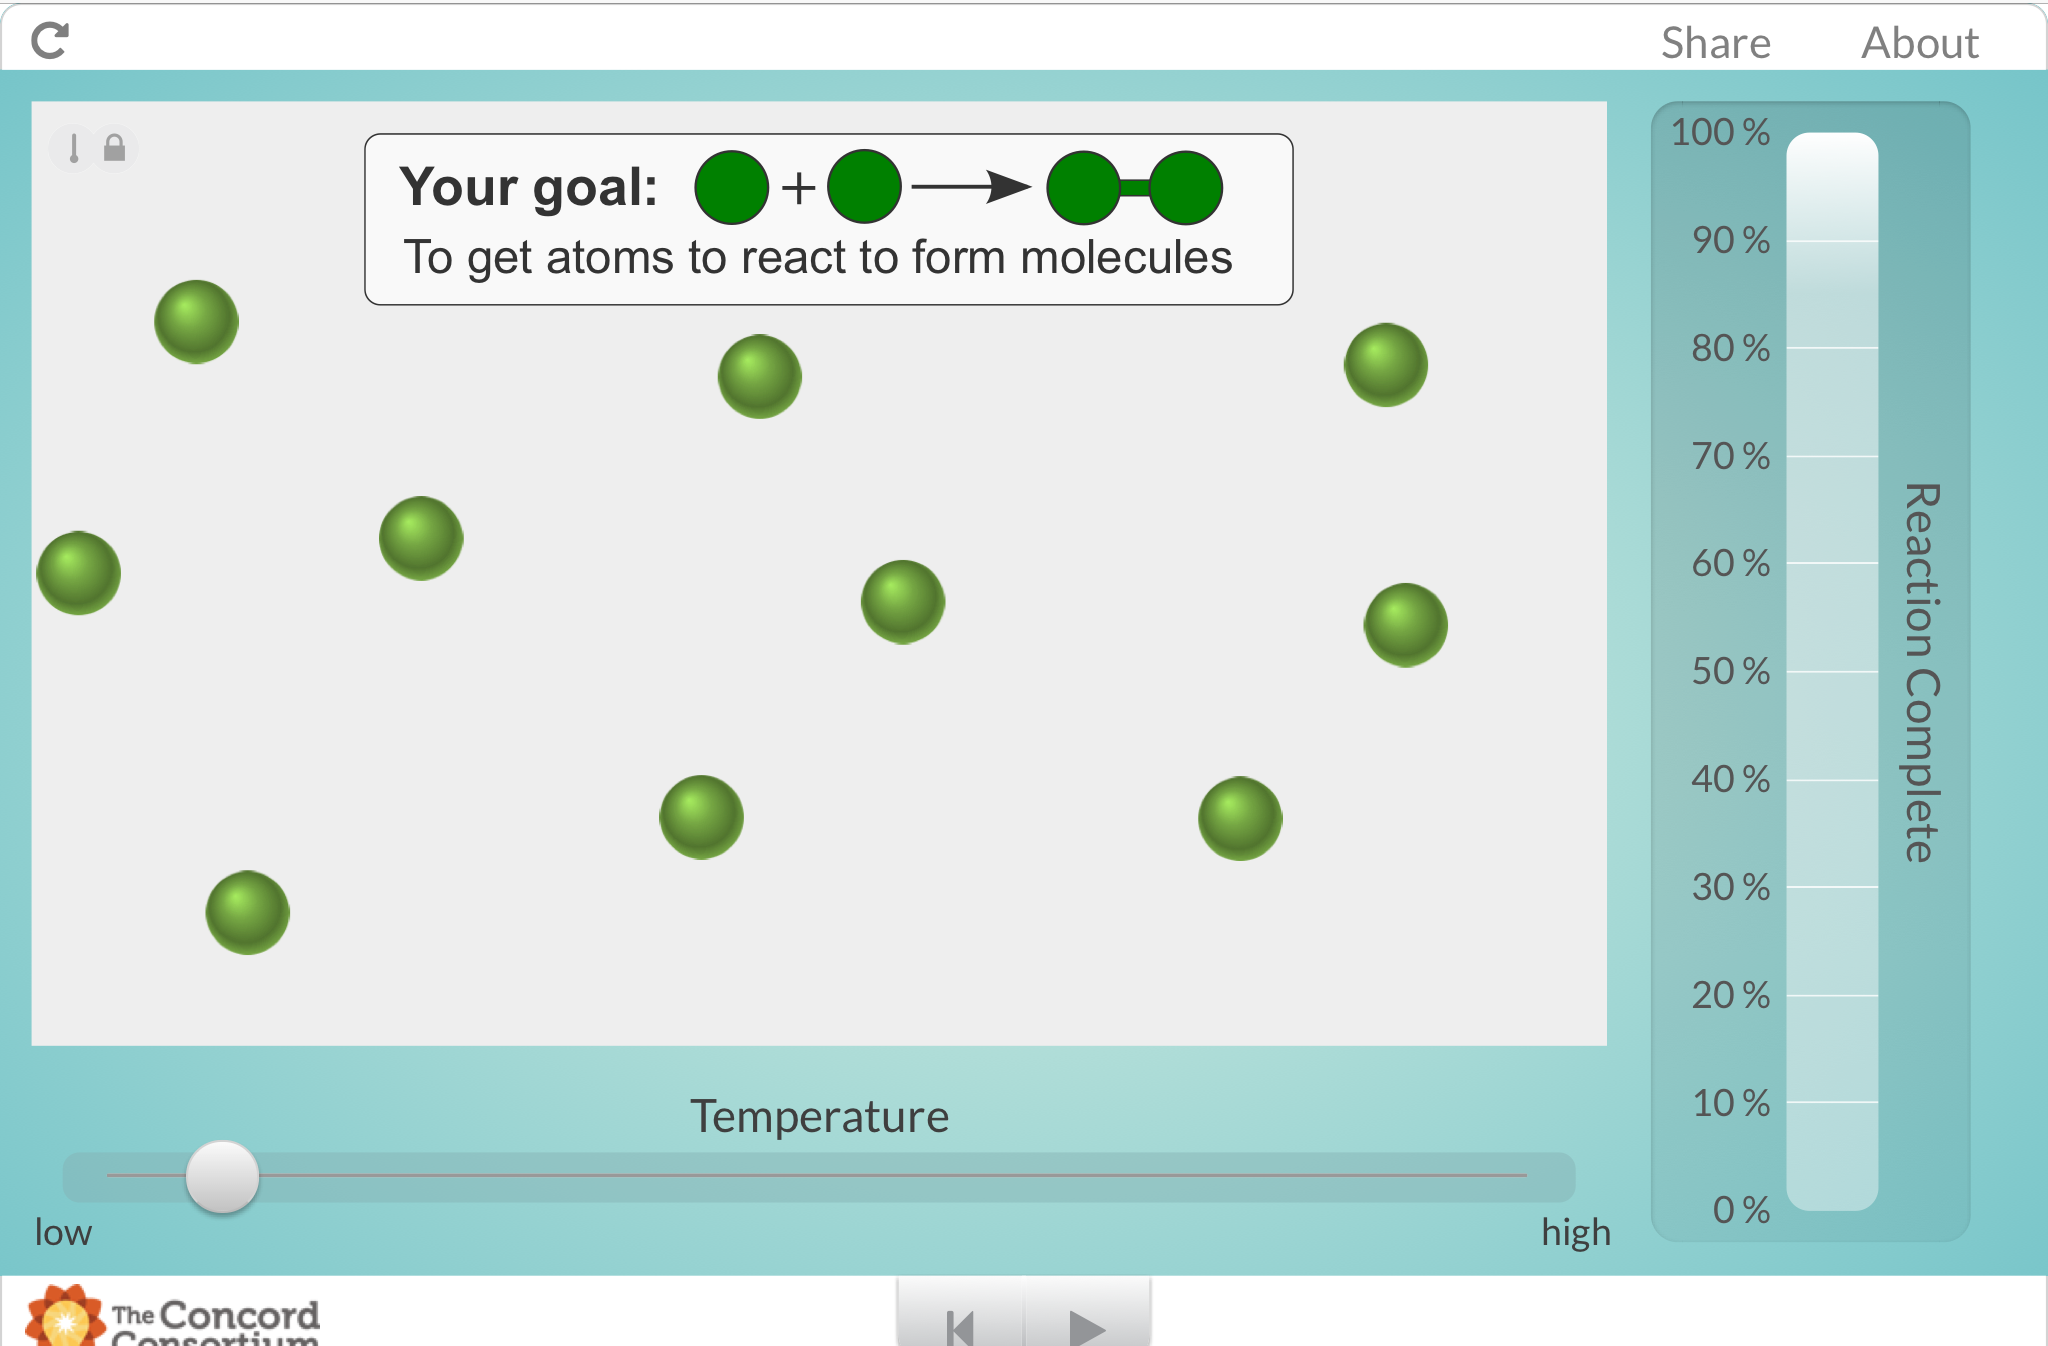 Share About
Your goal: +
To get atoms to react to form molecules
100 %
90 %
80 %
70 %
60 %
50 %
40 %
30 %
20 %
10 %
0 %
Reaction Complete
Temperature
low high
The Concord
Consortium